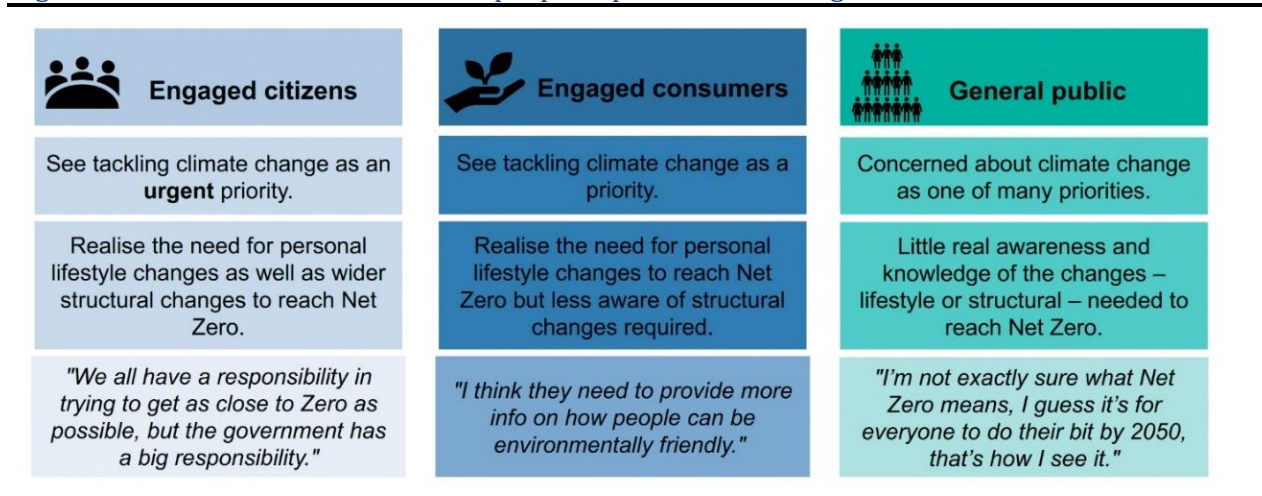 Engaged citizens
See tackling climate change as an
urgent priority.
Realise the need for personal
lifestyle changes as well as wider
structural changes to reach Net
Zero.
"We all have a responsibility in
trying to get as close to Zero as
possible, but the government has
a big responsibility."
Engaged consumers
See tackling climate change as a
priority.
Realise the need for personal
lifestyle changes to reach Net
Zero but less aware of structural
changes required.
"I think they need to provide more
info on how people can be
environmentally friendly."
General public
Concerned about climate change
as one of many priorities.
Little real awareness and
knowledge of the changes –
lifestyle or structural – needed to
reach Net Zero.
"I'm not exactly sure what Net
Zero means, I guess it's for
everyone to do their bit by 2050,
that's how I see it."